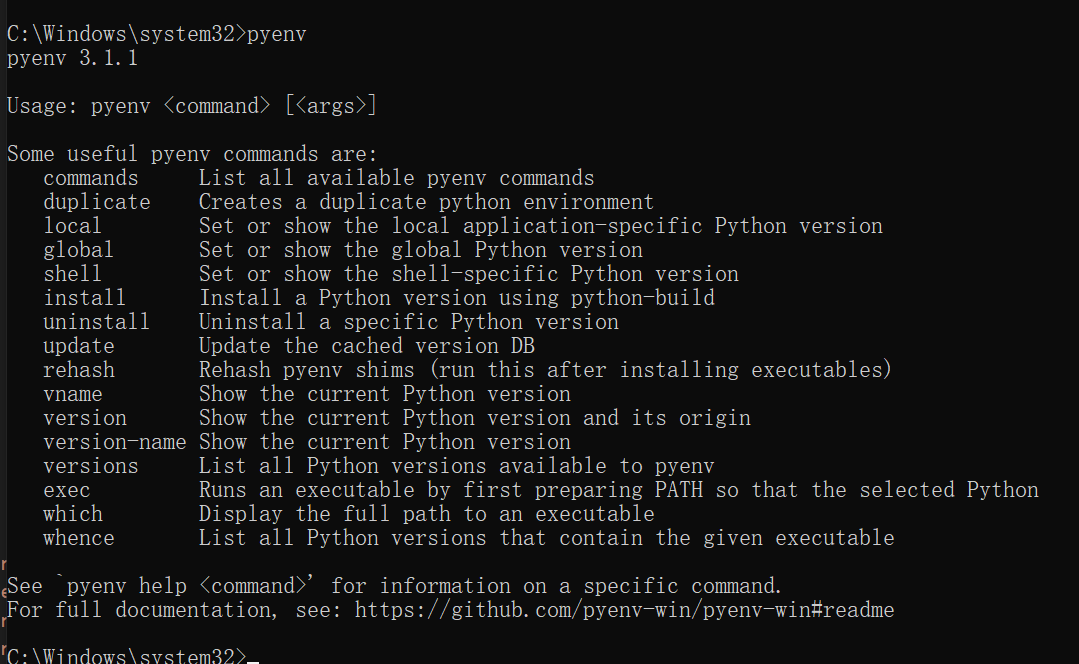 C:\Windows\system32>pyenv
pyenv 3.1.1
Usage: pyenv <command> [<args>]
Some useful pyenv commands are:
commands List all available pyenv commands
duplicate Creates a duplicate python environment
local Set or show the local application-specific Python version
global Set or show the global Python version
shell Set or show the shell-specific Python version
install Install a Python version using python-build
uninstall Uninstall a specific Python version
update Update the cached version DB
rehash Rehash pyenv shims (run this after installing executables)
vname Show the current Python version
version Show the current Python version and its origin
version-name Show the current Python version
versions List all Python versions available to pyenv
exec Runs an executable by first preparing PATH so that the selected Python
which Display the full path to an executable
whence List all Python versions that contain the given executable
See `pyenv help <command>' for information on a specific command.
For full documentation, see: https://github.com/pyenv-win/pyenv-win#readme
C:\Windows\system32>